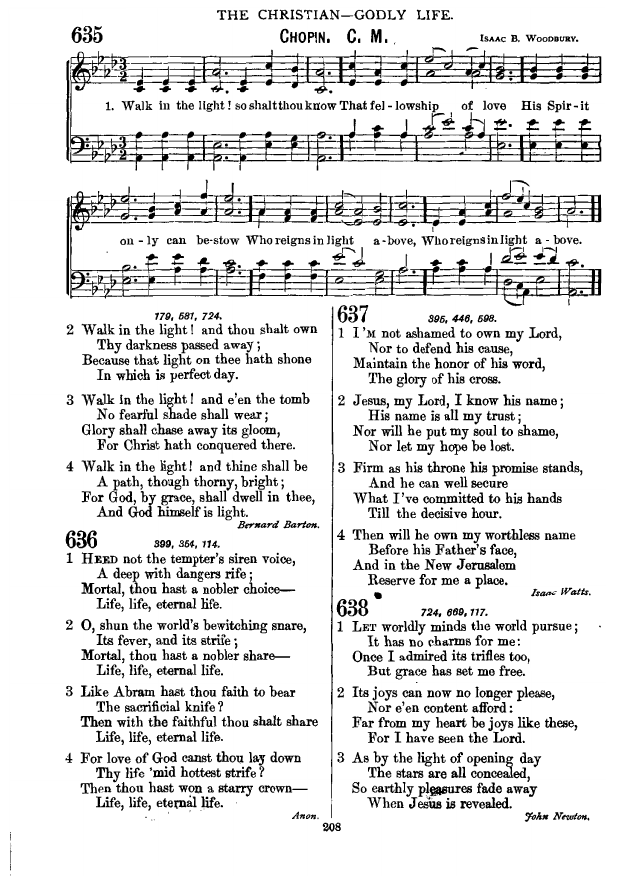 THE CHRISTIAN—GODLY LIFE.
635
CHOPIN. C. M.
ISAAC B. WOODBURY.
1. Walk in the light! so shalt thou know That fel-lowship of love His Spir-it
on-ly can be-stow Who reigns in light a-bove, Who reigns in light a-bove.
179, 581, 724.
2 Walk in the light! and thou shalt own
Thy darkness passed away;
Because that light on thee hath shone
In which is perfect day.
3 Walk in the light! and e'en the tomb
No fearful shade shall wear;
Glory shall chase away its gloom,
For Christ hath conquered there.
4 Walk in the light! and thine shall be
A path, though thorny, bright;
For God, by grace, shall dwell in thee,
And God himself is light.
Bernard Barton.
636
399, 354, 114.
1 HEED not the tempter's siren voice,
A deep with dangers rife;
Mortal, thou hast a nobler choice—
Life, life, eternal life.
2 O, shun the world's bewitching snare,
Its fever, and its strife;
Mortal, thou hast a nobler share—
Life, life, eternal life.
3 Like Abram hast thou faith to bear
The sacrificial knife?
Then with the faithful thou shalt share
Life, life, eternal life.
4 For love of God canst thou lay down
Thy life 'mid hottest strife?
Then thou hast won a starry crown—
Life, life, eternal life.
Anon.
637
395, 446, 598.
1 I'M not ashamed to own my Lord,
Nor to defend his cause,
Maintain the honor of his word,
The glory of his cross.
2 Jesus, my Lord, I know his name;
His name is all my trust;
Nor will he put my soul to shame,
Nor let my hope be lost.
3 Firm as his throne his promise stands,
And he can well secure
What I've committed to his hands
Till the decisive hour.
4 Then will he own my worthless name
Before his Father's face,
And in the New Jerusalem
Reserve for me a place.
Isaac Watts.
638
724, 669, 117.
1 LET worldly minds the world pursue;
It has no charms for me:
Once I admired its trifles too,
But grace has set me free.
2 Its joys can now no longer please,
Nor e'en content afford:
Far from my heart be joys like these,
For I have seen the Lord.
3 As by the light of opening day
The stars are all concealed,
So earthly pleasures fade away
When Jesus is revealed.
John Newton.
208